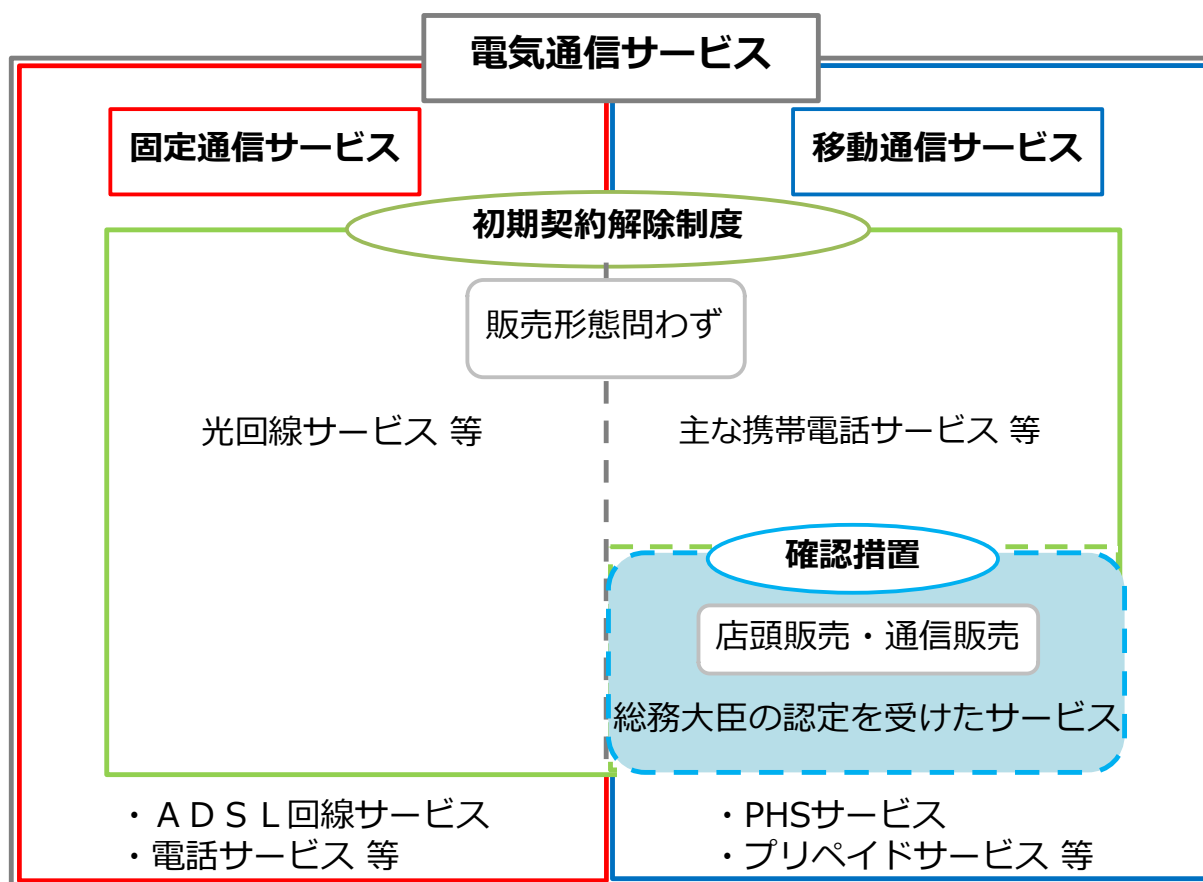 電気通信サービス
固定通信サービス
移動通信サービス
初期契約解除制度
販売形態問わず
光回線サービス 等
主な携帯電話サービス 等
確認措置
店頭販売・通信販売
総務大臣の認定を受けたサービス
・ＡＤＳＬ回線サービス
・電話サービス 等
・PHSサービス
・プリペイドサービス 等